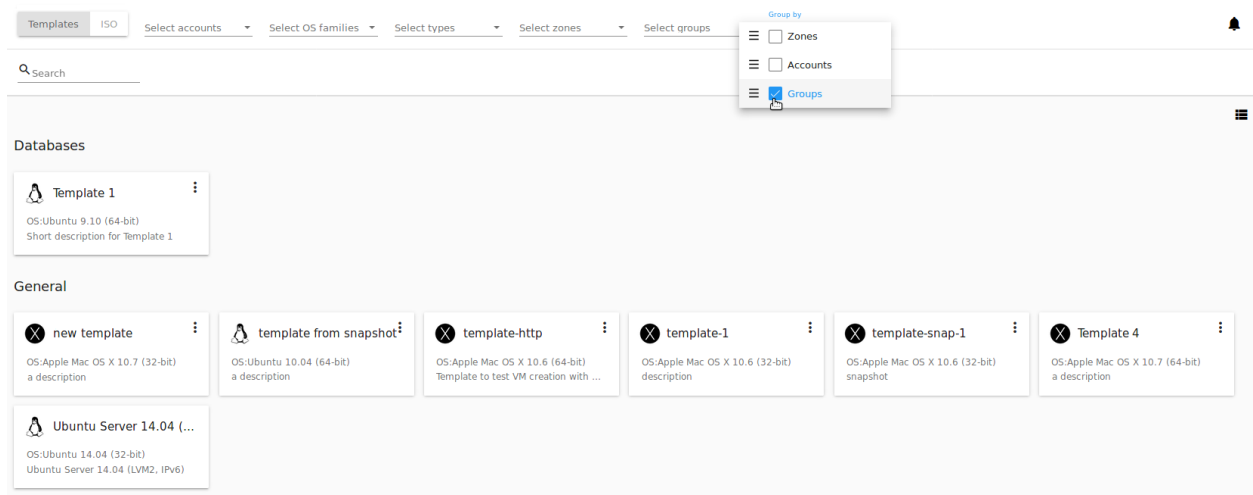 Templates ISO Select accounts Select OS families Select types Select zones Select groups Group by
Zones
Accounts
Groups
Search
Databases
Template 1
OS:Ubuntu 9.10 (64-bit)
Short description for Template 1
General
new template
OS:Apple Mac OS X 10.7 (32-bit)
a description
template from snapshot
OS:Ubuntu 10.04 (64-bit)
a description
template-http
OS:Apple Mac OS X 10.6 (64-bit)
Template to test VM creation with ...
template-1
OS:Apple Mac OS X 10.6 (32-bit)
description
template-snap-1
OS:Apple Mac OS X 10.6 (32-bit)
snapshot
Template 4
OS:Apple Mac OS X 10.7 (64-bit)
a description
Ubuntu Server 14.04 (...
OS:Ubuntu 14.04 (32-bit)
Ubuntu Server 14.04 (LVM2, IPv6)